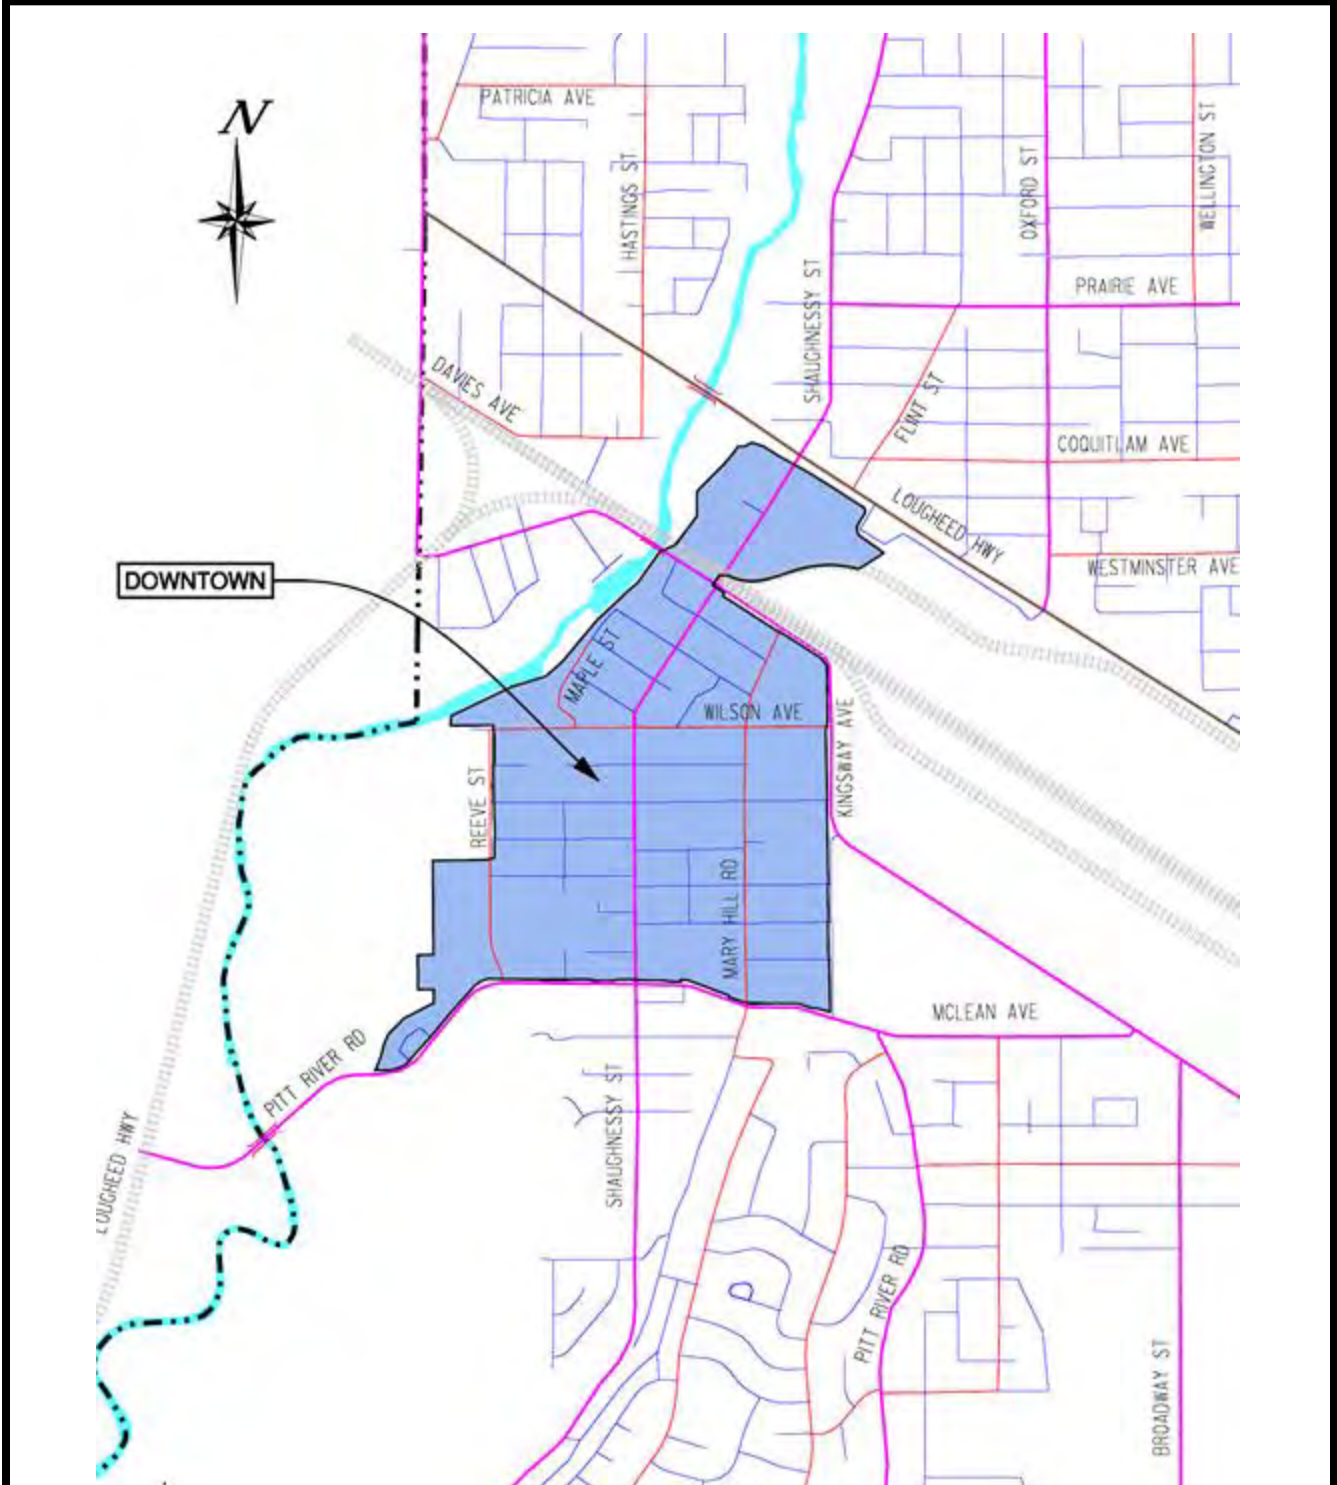 N
PATRICIA AVE
HASTINGS ST
OXFORD ST
WELLINGTON ST
SHAUGHNESSY ST
PRAIRIE AVE
DAVIES AVE
FLINT ST
COQUITLAM AVE
LOUGHEED HWY
WESTMINSTER AVE
DOWNTOWN
MAPLE ST
WILSON AVE
KINGSWAY AVE
REEVE ST
MARY HILL RD
MCLEAN AVE
PITT RIVER RD
LOUGHEED HWY
SHAUGHNESSY ST
PITT RIVER RD
BROADWAY ST